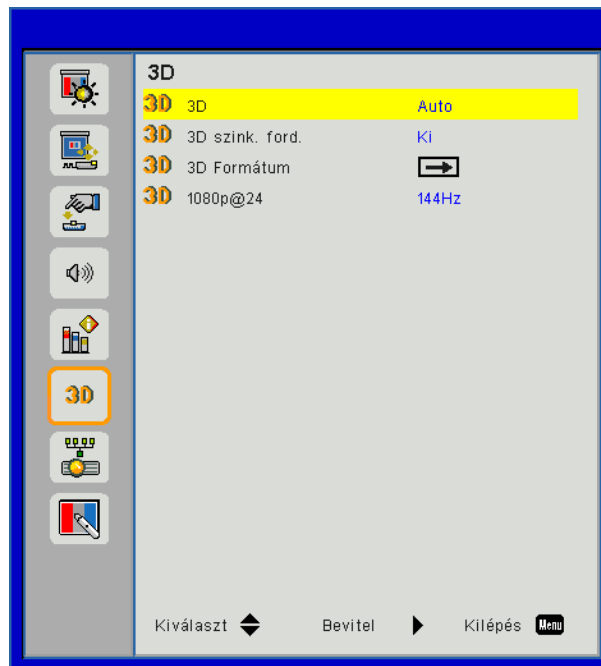 3D
3D 3D Auto
3D 3D szink. ford. Ki
3D 3D Formátum
3D 1080p@24 144Hz
3D
Kiválaszt Bevitel Kilépés Menu